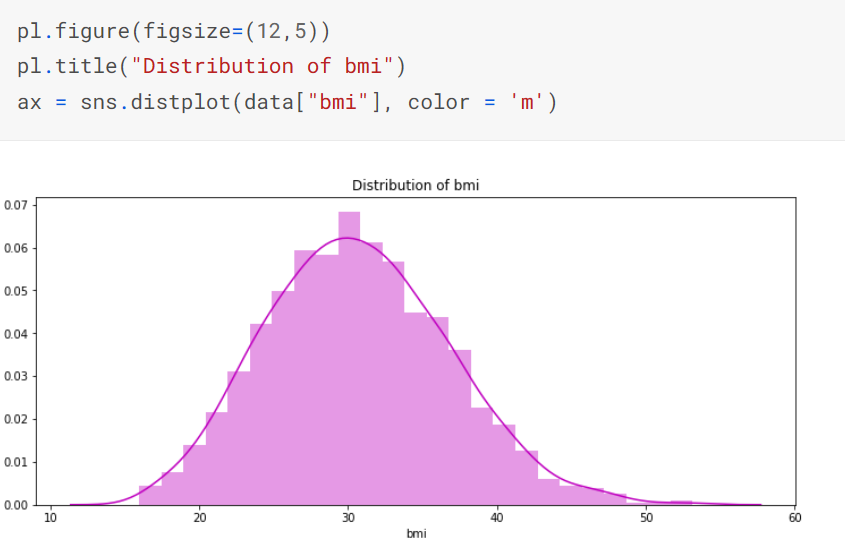 pl.figure(figsize=(12,5))
pl.title("Distribution of bmi")
ax = sns.distplot(data["bmi"], color = 'm')
Distribution of bmi
0.07
0.06
0.05
0.04
0.03
0.02
0.01
0.00
10 20 30 40 50 60
bmi